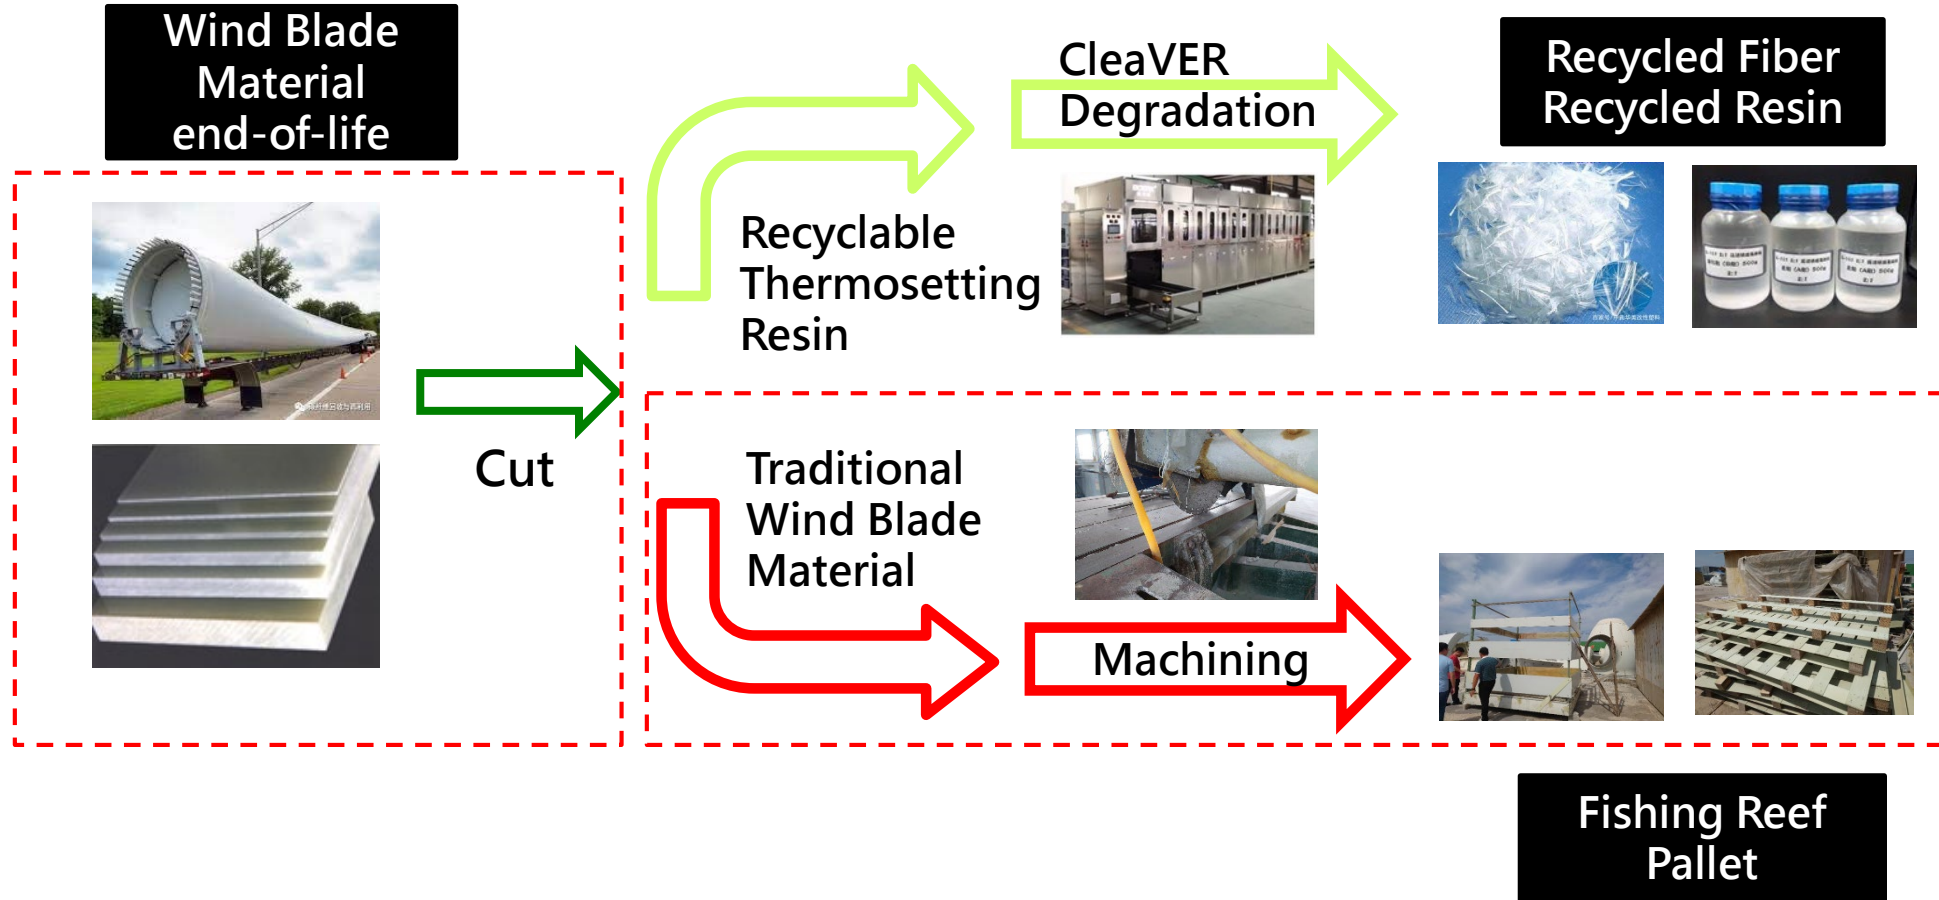 Wind Blade
Material
end-of-life
CleaVER
Degradation
Recycled Fiber
Recycled Resin
Recyclable
Thermosetting
Resin
Cut
Traditional
Wind Blade
Material
Machining
Fishing Reef
Pallet